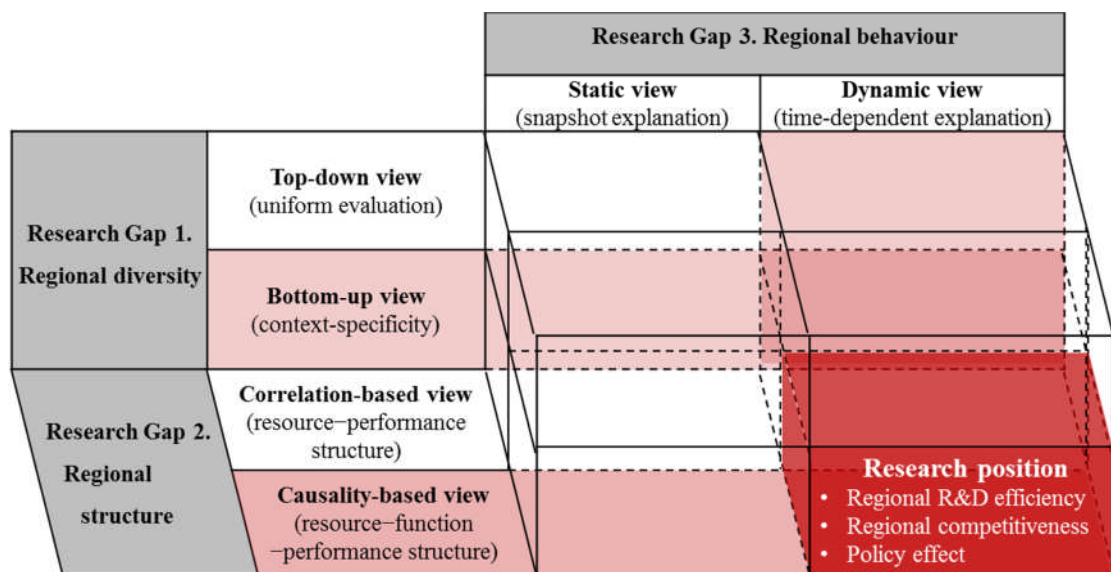 Research Gap 3. Regional behaviour
Static view
(snapshot explanation)
Dynamic view
(time-dependent explanation)
Research Gap 1.
Regional diversity
Top-down view
(uniform evaluation)
Bottom-up view
(context-specificity)
Research Gap 2.
Regional
structure
Correlation-based view
(resource−performance
structure)
Causality-based view
(resource−function
−performance structure)
Research position
• Regional R&D efficiency
• Regional competitiveness
• Policy effect